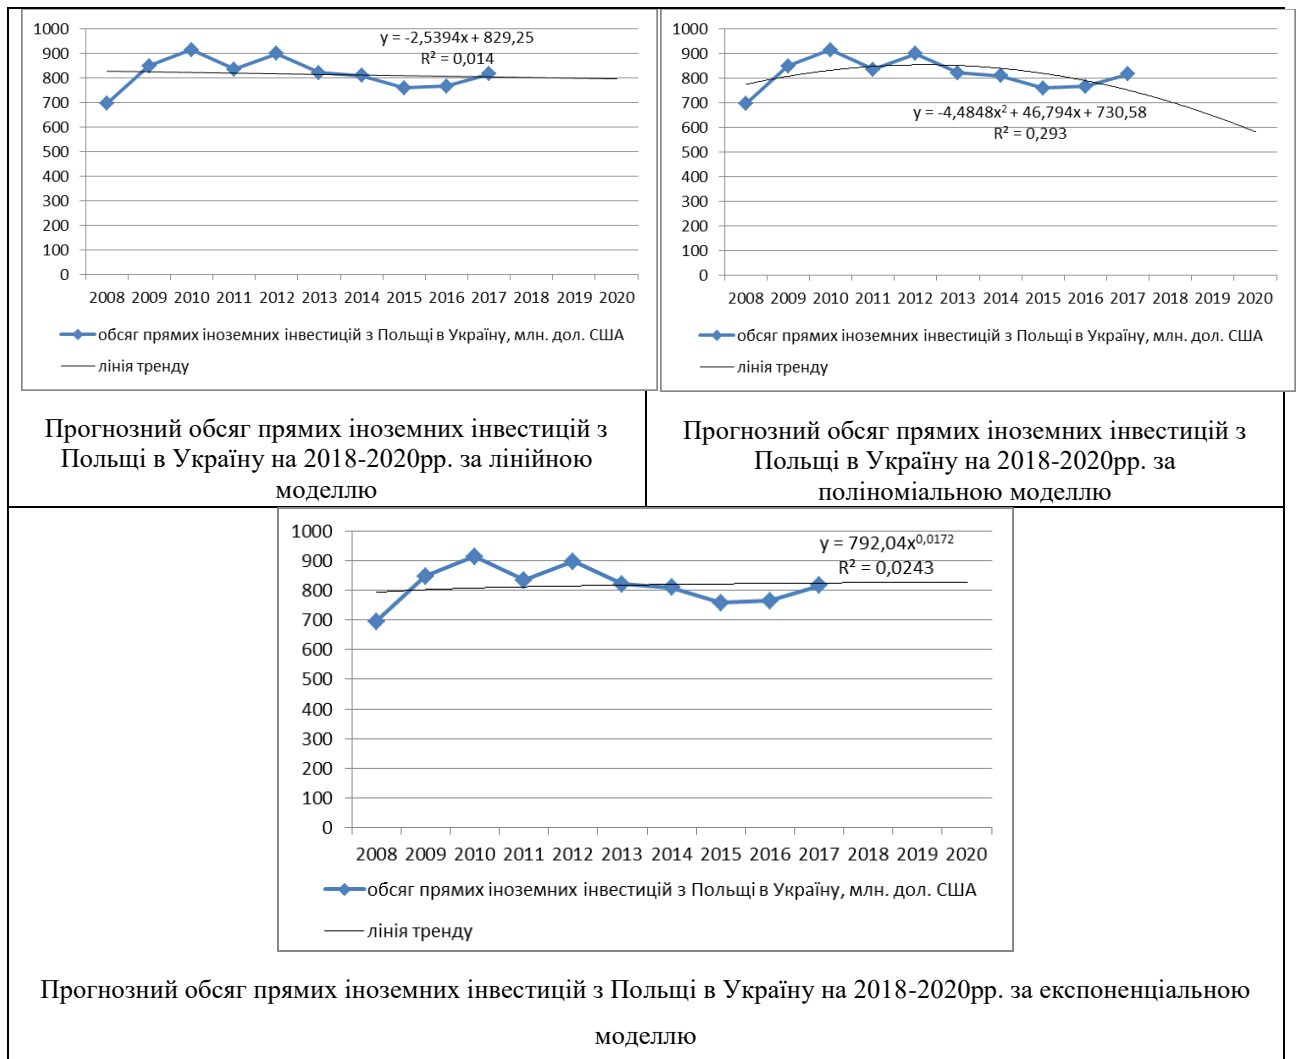 1000
900
800
700
600
500
400
300
200
100
0
y = -2,5394x + 829,25
R² = 0,014
2008 2009 2010 2011 2012 2013 2014 2015 2016 2017 2018 2019 2020
обсяг прямих іноземних інвестицій з Польщі в Україну, млн. дол. США
лінія тренду
Прогнозний обсяг прямих іноземних інвестицій з
Польщі в Україну на 2018-2020рр. за лінійною
моделлю
1000
900
800
700
600
500
400
300
200
100
0
y = -4,4848x² + 46,794x + 730,58
R² = 0,293
2008 2009 2010 2011 2012 2013 2014 2015 2016 2017 2018 2019 2020
обсяг прямих іноземних інвестицій з Польщі в Україну, млн. дол. США
лінія тренду
Прогнозний обсяг прямих іноземних інвестицій з
Польщі в Україну на 2018-2020рр. за
поліноміальною моделлю
1000
900
800
700
600
500
400
300
200
100
0
y = 792,04x⁰,⁰¹⁷²
R² = 0,0243
2008 2009 2010 2011 2012 2013 2014 2015 2016 2017 2018 2019 2020
обсяг прямих іноземних інвестицій з Польщі в Україну, млн. дол. США
лінія тренду
Прогнозний обсяг прямих іноземних інвестицій з Польщі в Україну на 2018-2020рр. за експоненціальною
моделлю